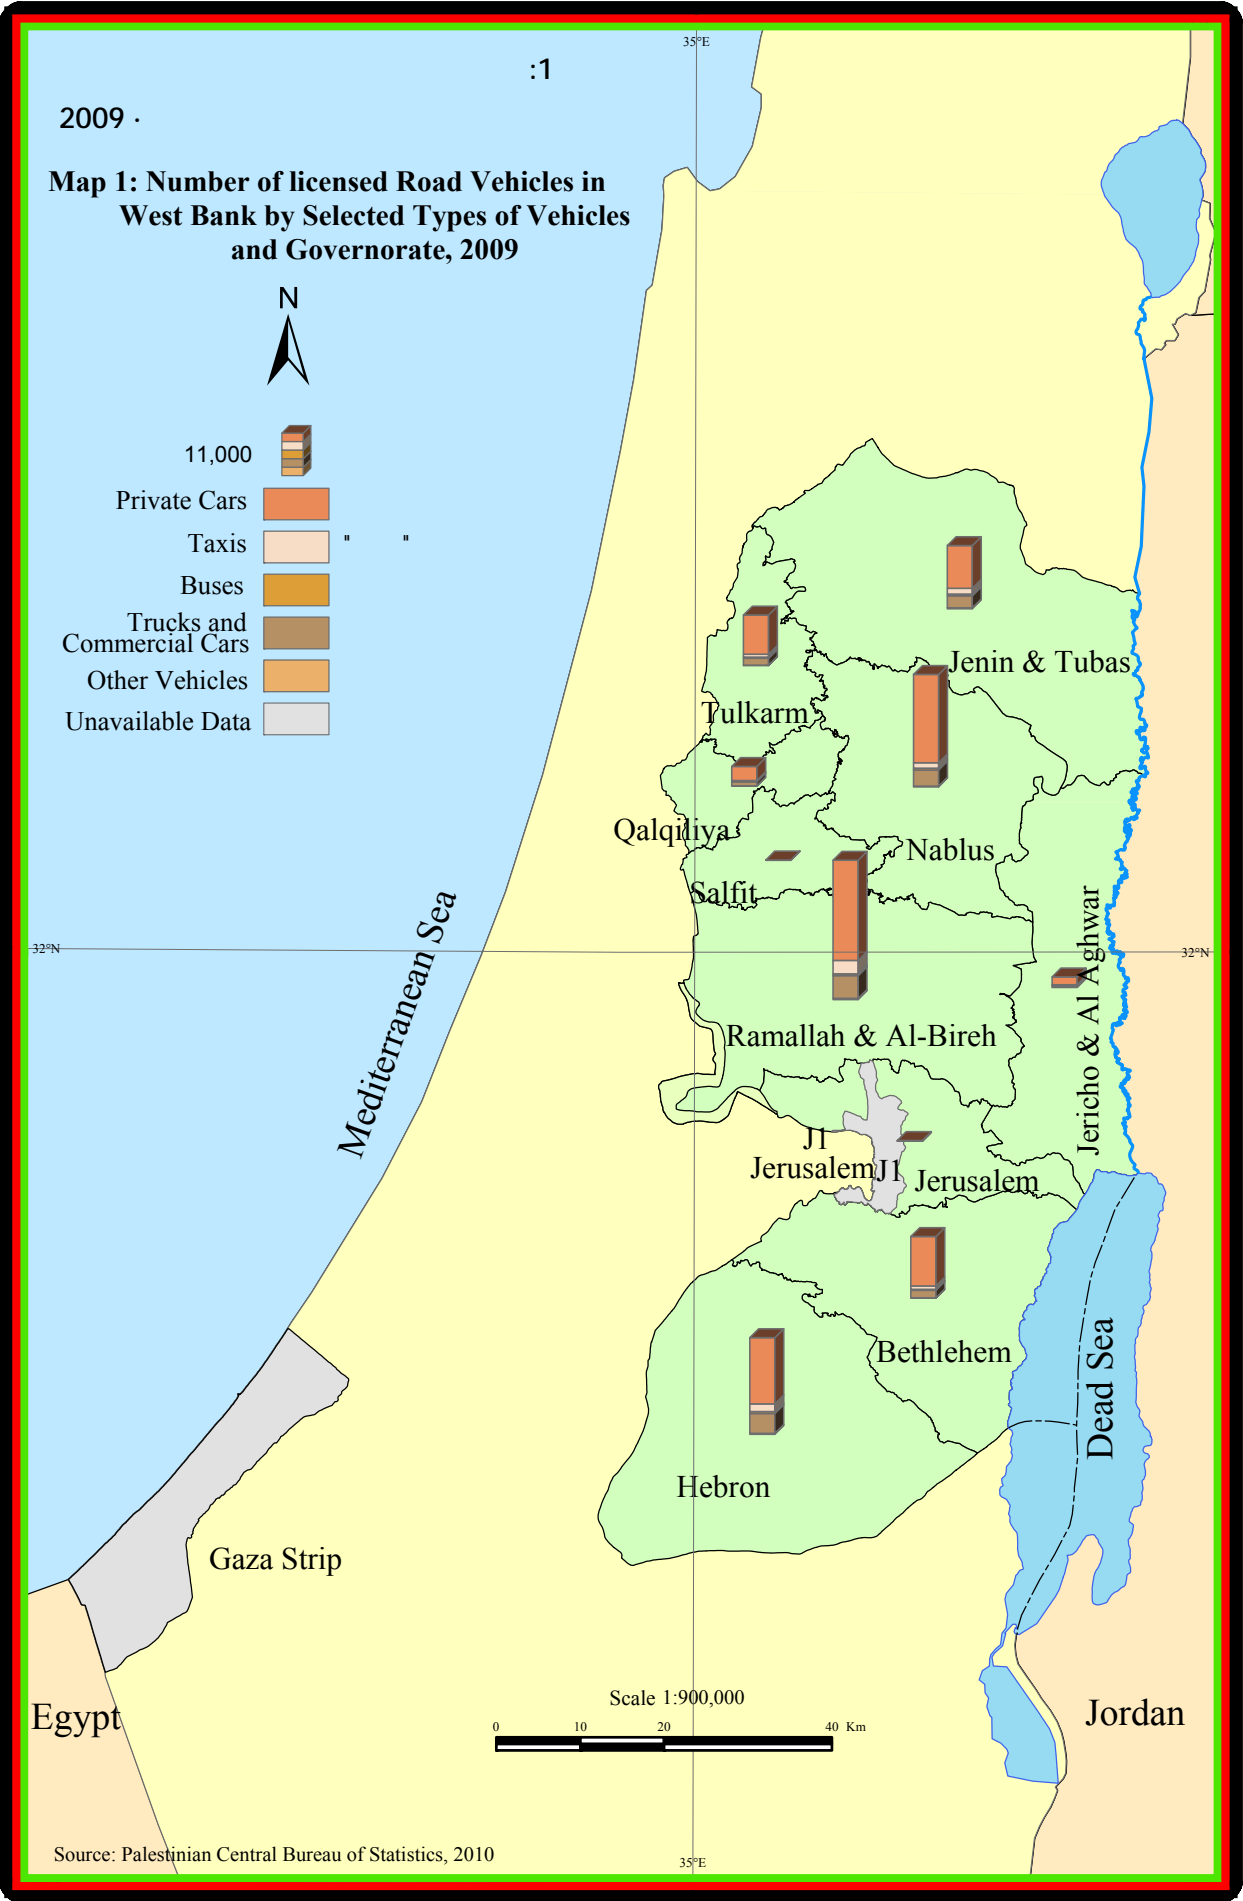 35°E
:1
2009 .
Map 1: Number of licensed Road Vehicles in
West Bank by Selected Types of Vehicles
and Governorate, 2009
N
11,000
Private Cars
Taxis " "
Buses
Trucks and
Commercial Cars
Other Vehicles
Unavailable Data
Jenin & Tubas
Tulkarm
Qalqiliya
Nablus
Salfit
Mediterranean Sea
32°N
32°N
Jericho & Al Aghwar
Ramallah & Al-Bireh
J1
Jerusalem
J1
Jerusalem
Bethlehem
Dead Sea
Hebron
Gaza Strip
Egypt
Jordan
Scale 1:900,000
0 10 20 40 Km
Source: Palestinian Central Bureau of Statistics, 2010
35°E